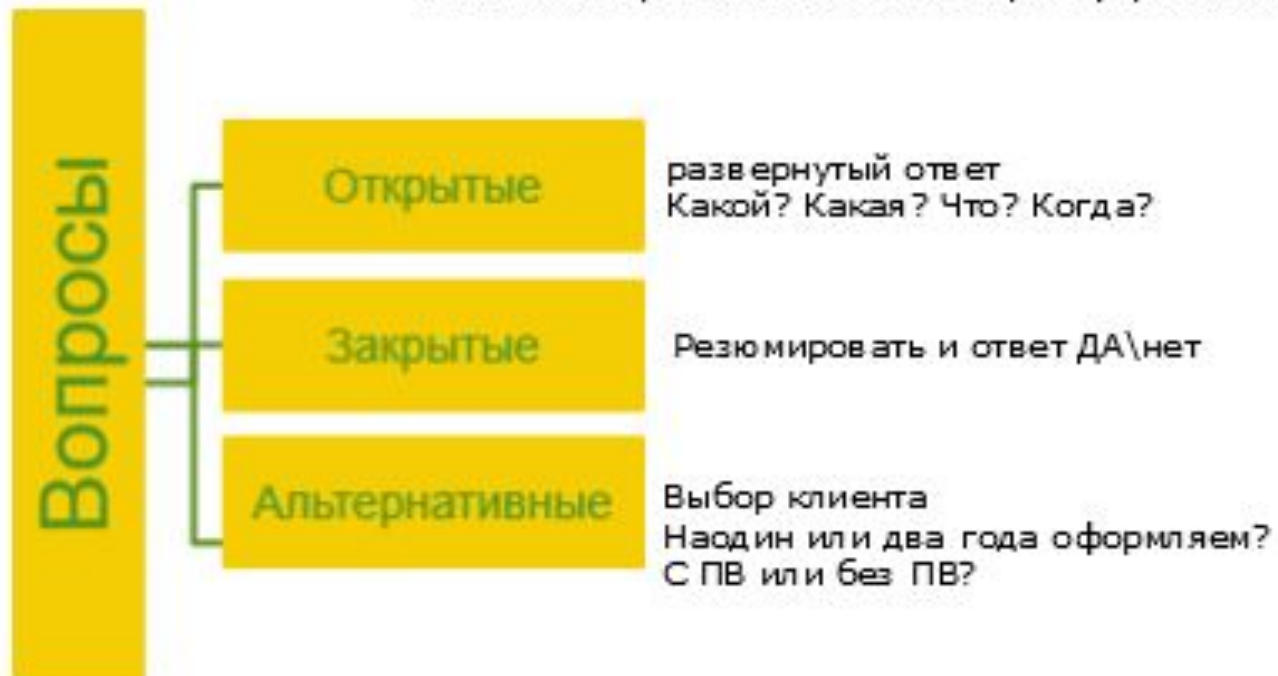 Вопросы
Открытые
развернутый ответ
Какой? Какая? Что? Когда?
Закрытые
Резюмировать и ответ ДА\нет
Альтернативные
Выбор клиента
Наодин или два года оформляем?
С ПВ или без ПВ?